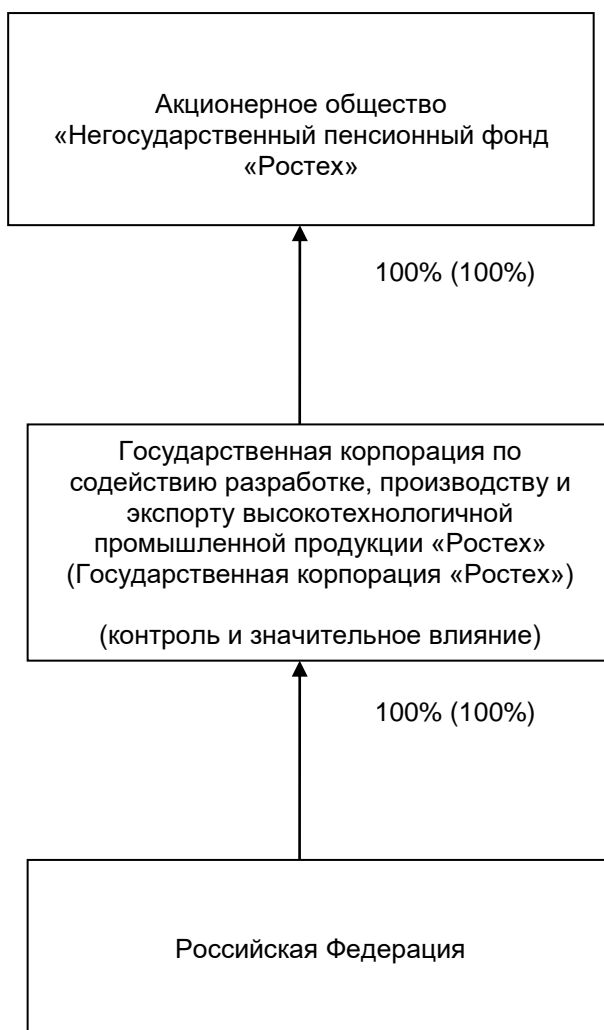 Акционерное общество
«Негосударственный пенсионный фонд
«Ростех»
100% (100%)
Государственная корпорация по
содействию разработке, производству и
экспорту высокотехнологичной
промышленной продукции «Ростех»
(Государственная корпорация «Ростех»)
(контроль и значительное влияние)
100% (100%)
Российская Федерация